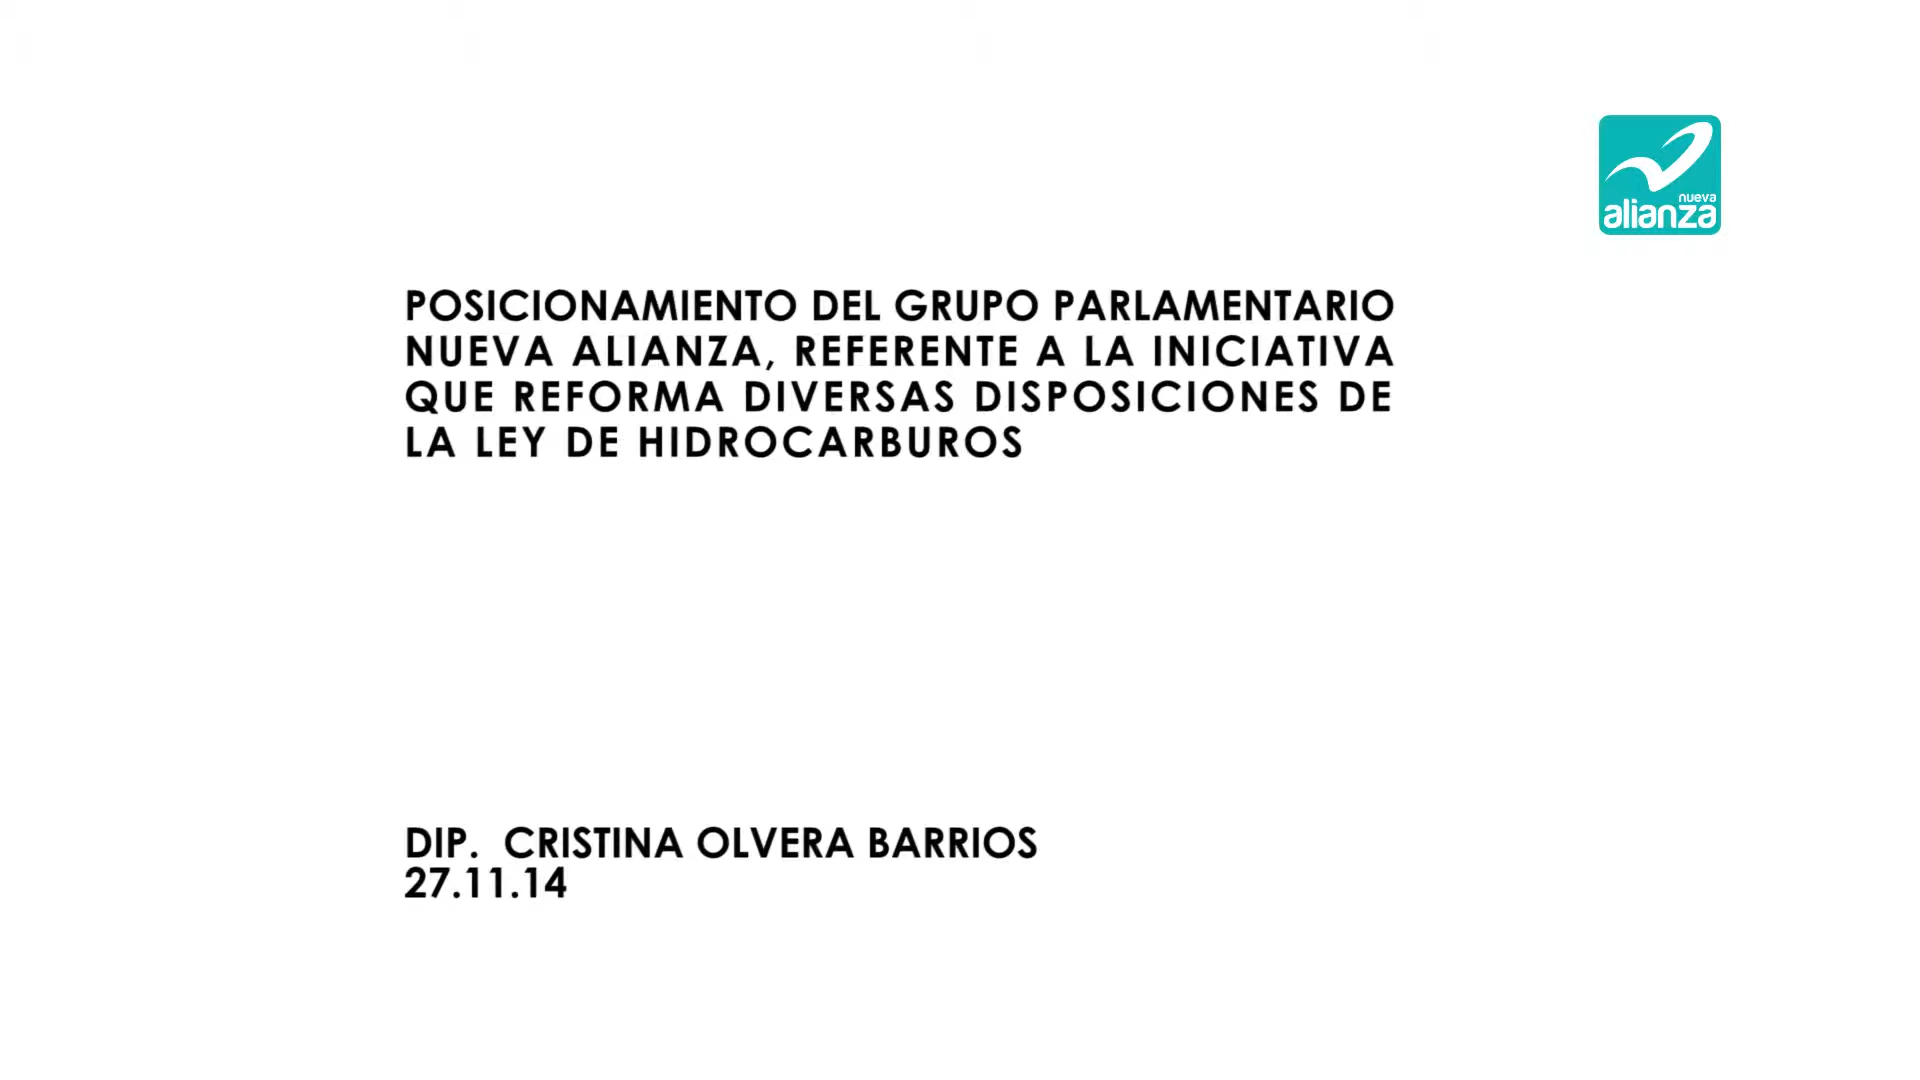 nueva
alianza
POSICIONAMIENTO DEL GRUPO PARLAMENTARIO
NUEVA ALIANZA, REFERENTE A LA INICIATIVA
QUE REFORMA DIVERSAS DISPOSICIONES DE
LA LEY DE HIDROCARBUROS
DIP. CRISTINA OLVERA BARRIOS
27.11.14